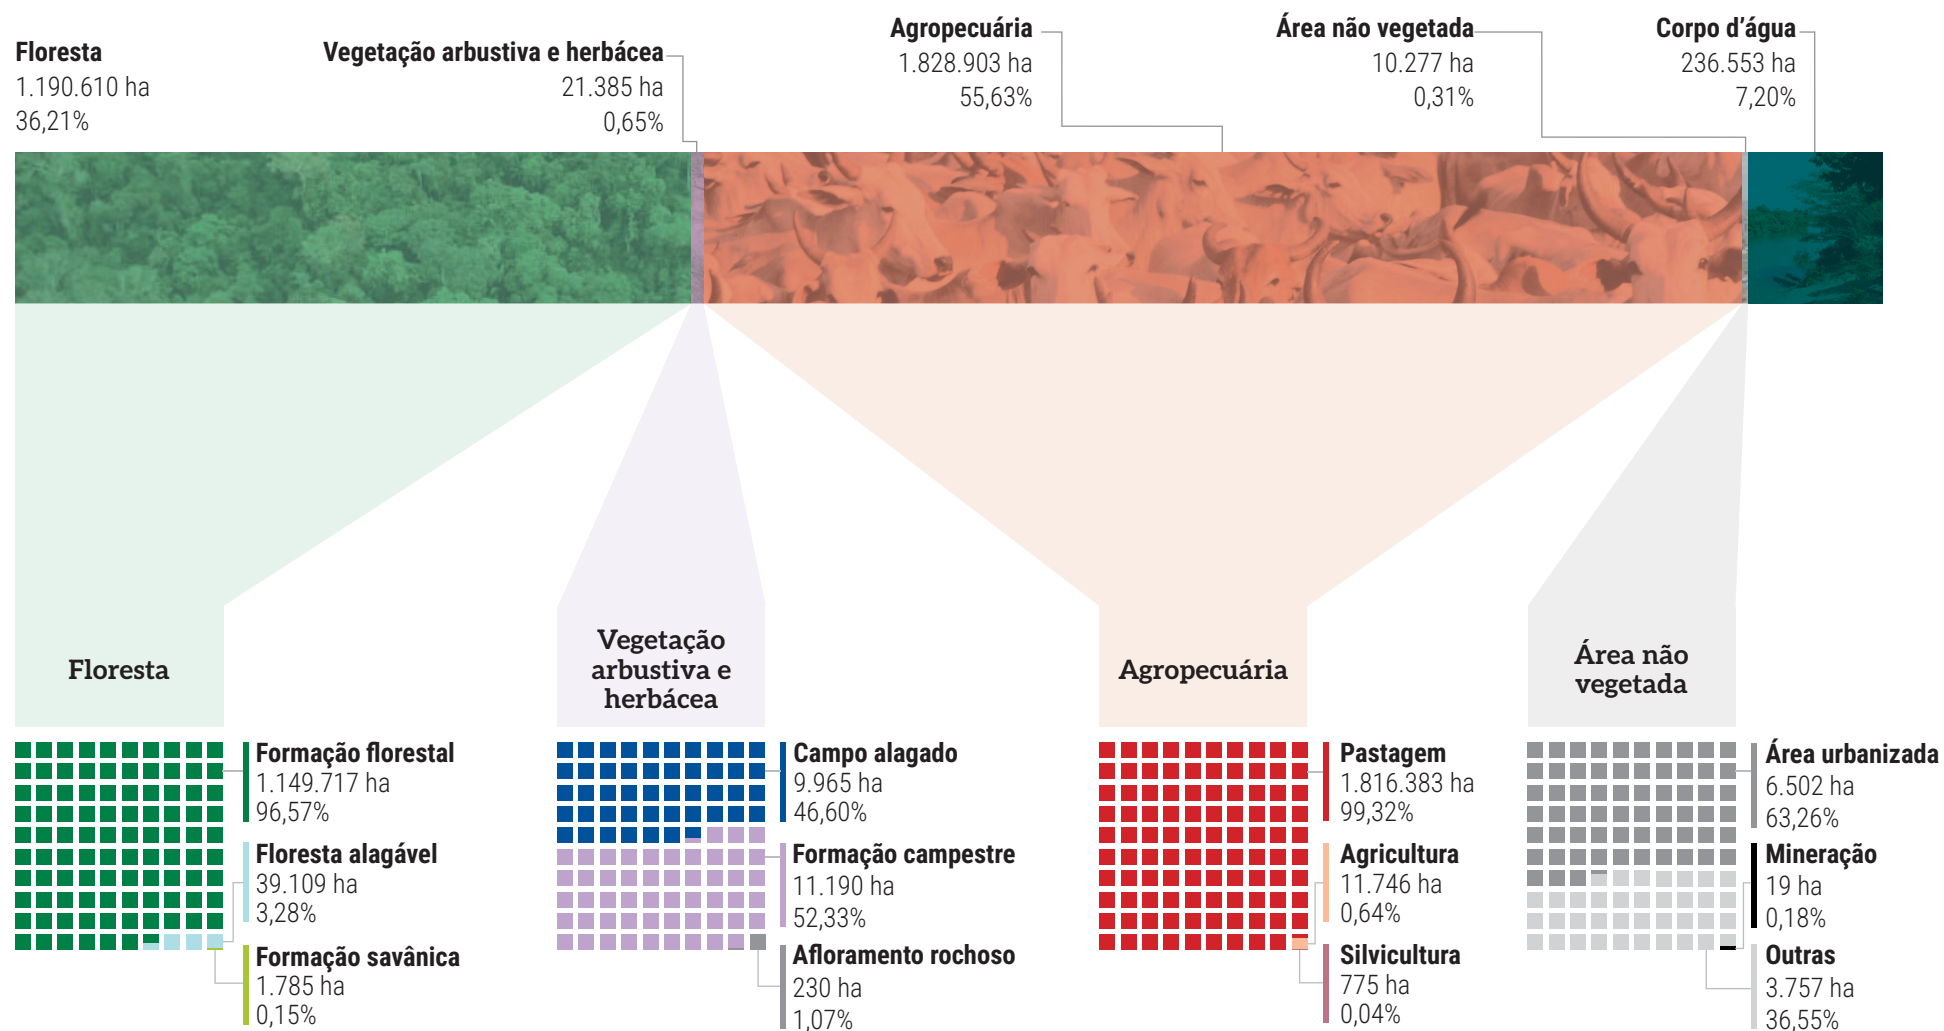 Floresta
1.190.610 ha
36,21%
Vegetação arbustiva e herbácea
21.385 ha
0,65%
Agropecuária
1.828.903 ha
55,63%
Área não vegetada
10.277 ha
0,31%
Corpo d’água
236.553 ha
7,20%
Floresta
Vegetação
arbustiva e
herbácea
Agropecuária
Área não
vegetada
Formação florestal
1.149.717 ha
96,57%
Floresta alagável
39.109 ha
3,28%
Formação savânica
1.785 ha
0,15%
Campo alagado
9.965 ha
46,60%
Formação campestre
11.190 ha
52,33%
Afloramento rochoso
230 ha
1,07%
Pastagem
1.816.383 ha
99,32%
Agricultura
11.746 ha
0,64%
Silvicultura
775 ha
0,04%
Área urbanizada
6.502 ha
63,26%
Mineração
19 ha
0,18%
Outras
3.757 ha
36,55%